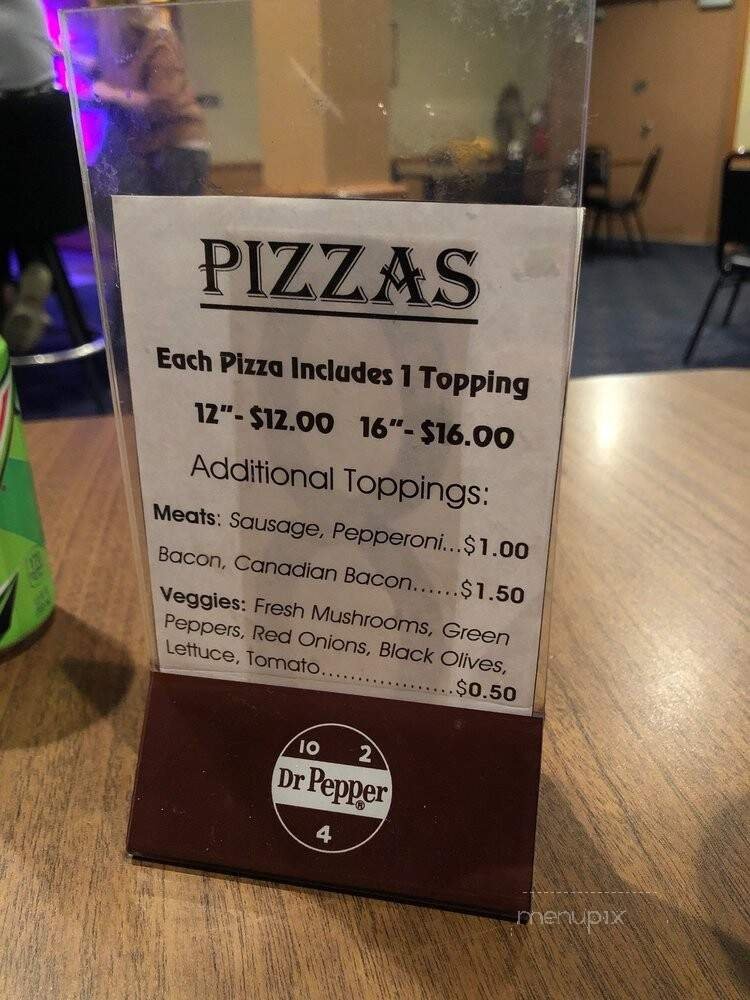 PIZZAS
Each Pizza Includes 1 Topping
12"- $12.00 16"- $16.00
Additional Toppings:
Meats: Sausage, Pepperoni...$1.00
Bacon, Canadian Bacon......$1.50
Veggies: Fresh Mushrooms, Green
Peppers, Red Onions, Black Olives,
Lettuce, Tomato...................$0.50
10 2
Dr Pepper®
4
menupix